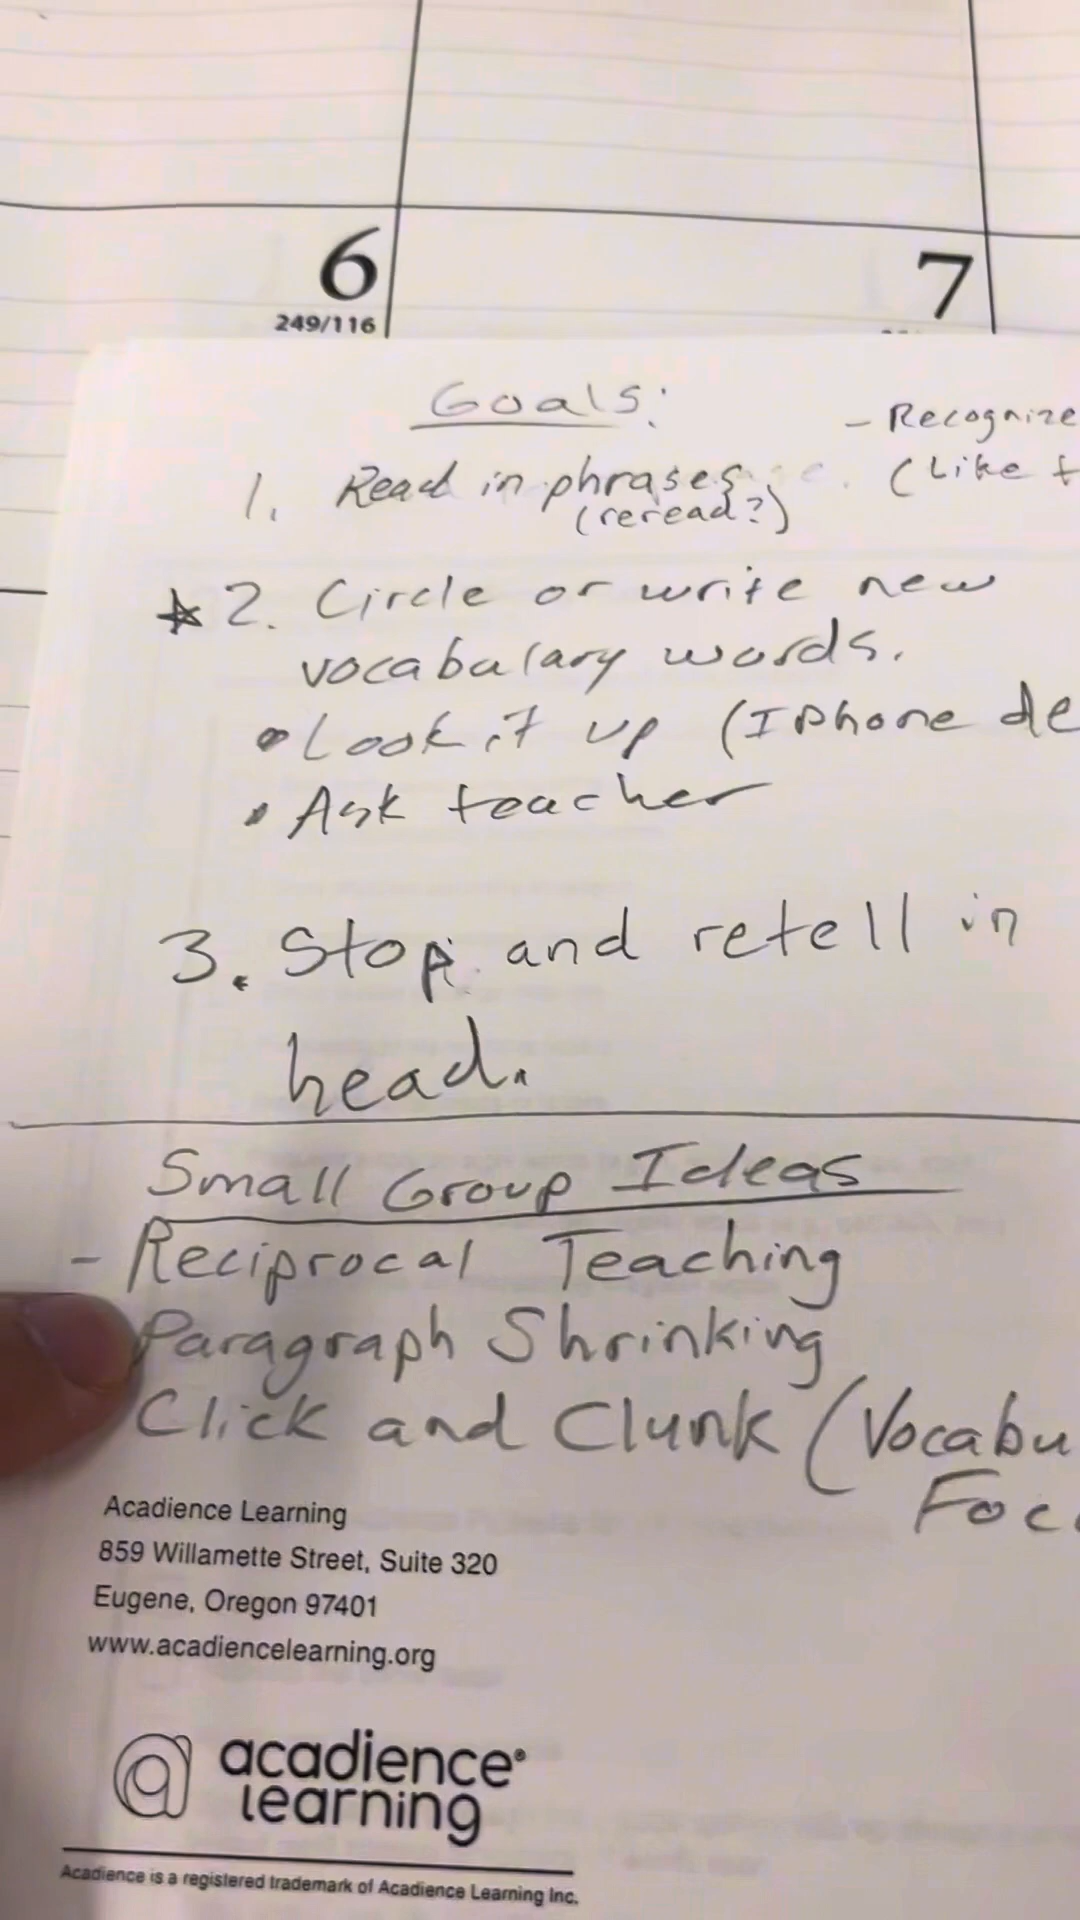 6
249/116
7
Goals:
- Recognize
(Like t
1. Read in phrases
(reread?)
★ 2. Circle or write new
vocabulary words.
• Look it up (Iphone de
• Ask teacher
3. Stop and retell in
head.
Small Group Ideas
- Reciprocal Teaching
Paragraph Shrinking
Click and Clunk (Vocabu
Foc
Acadience Learning
859 Willamette Street, Suite 320
Eugene, Oregon 97401
www.acadiencelearning.org
a acadience®
learning
Acadience is a registered trademark of Acadience Learning Inc.